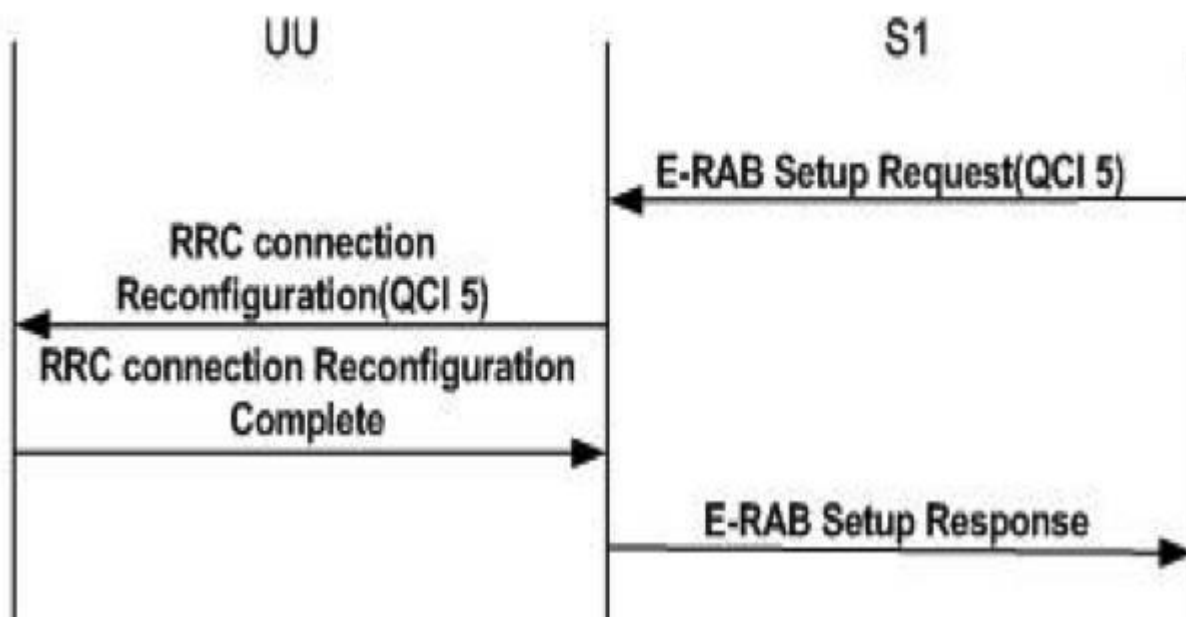 UU
S1
E-RAB Setup Request(QCI 5)
RRC connection
Reconfiguration(QCI 5)
RRC connection Reconfiguration
Complete
E-RAB Setup Response